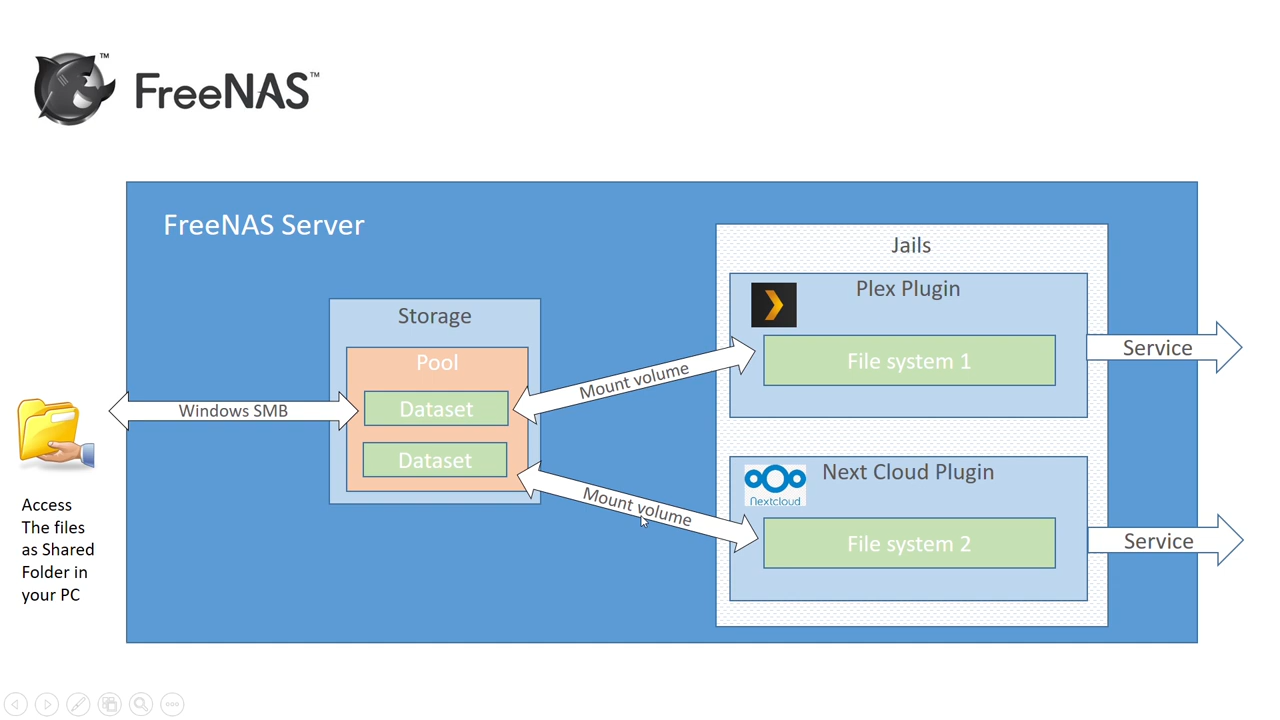 FreeNAS™
FreeNAS Server
Storage
Pool
Dataset
Dataset
Windows SMB
Access
The files
as Shared
Folder in
your PC
Mount volume
Mount volume
Jails
Plex Plugin
File system 1
Service
Nextcloud
Next Cloud Plugin
File system 2
Service